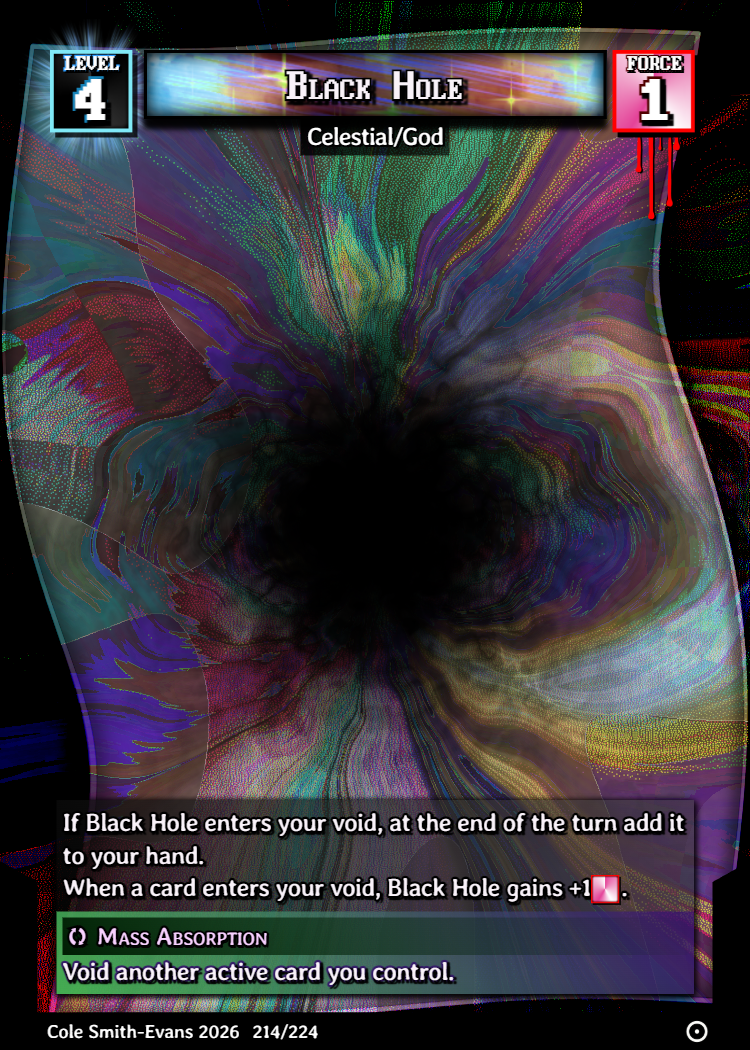 LEVEL
4
Black Hole
FORCE
1
Celestial/God
If Black Hole enters your void, at the end of the turn add it
to your hand.
When a card enters your void, Black Hole gains +1.
Mass Absorption
Void another active card you control.
Cole Smith-Evans 2026 214/224